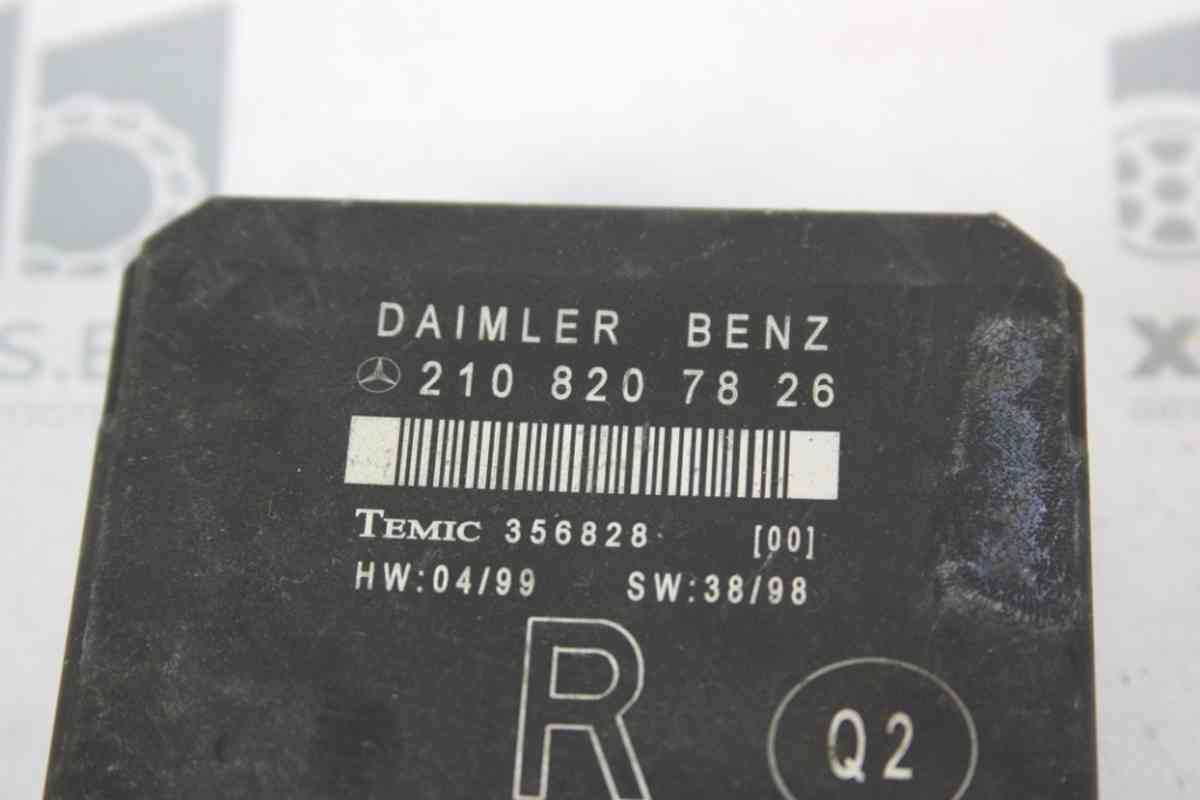 DAIMLER BENZ
210 820 78 26
TEMIC 356828 [00]
HW:04/99 SW:38/98
R
Q2
S.B
X